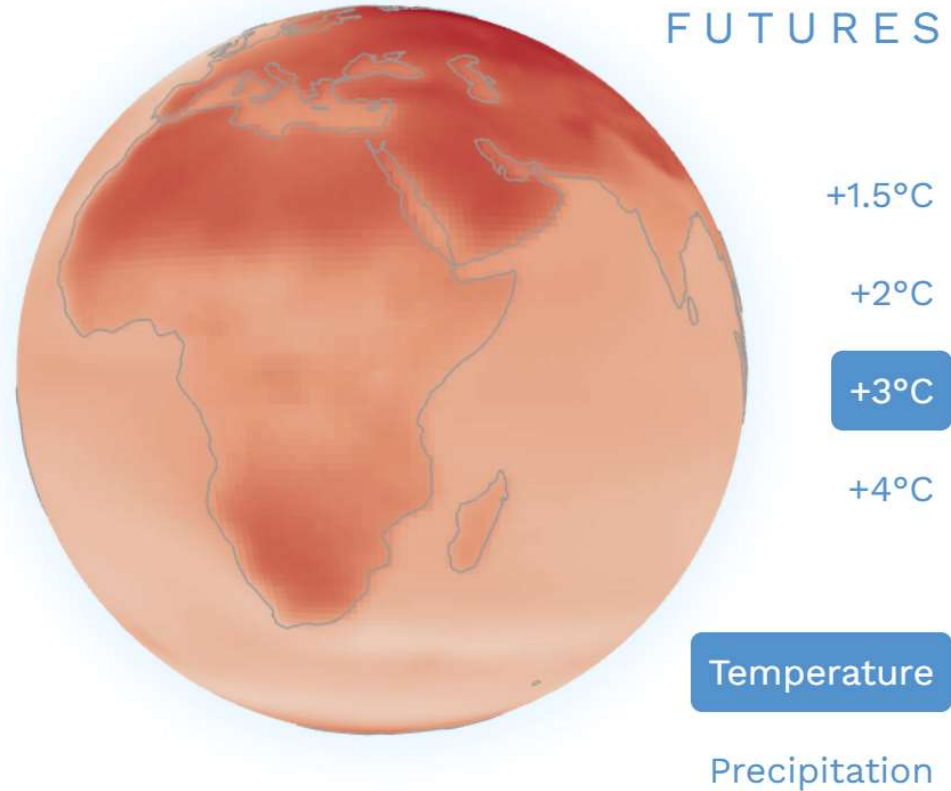 FUTURES
+1.5°C
+2°C
+3°C
+4°C
Temperature
Precipitation